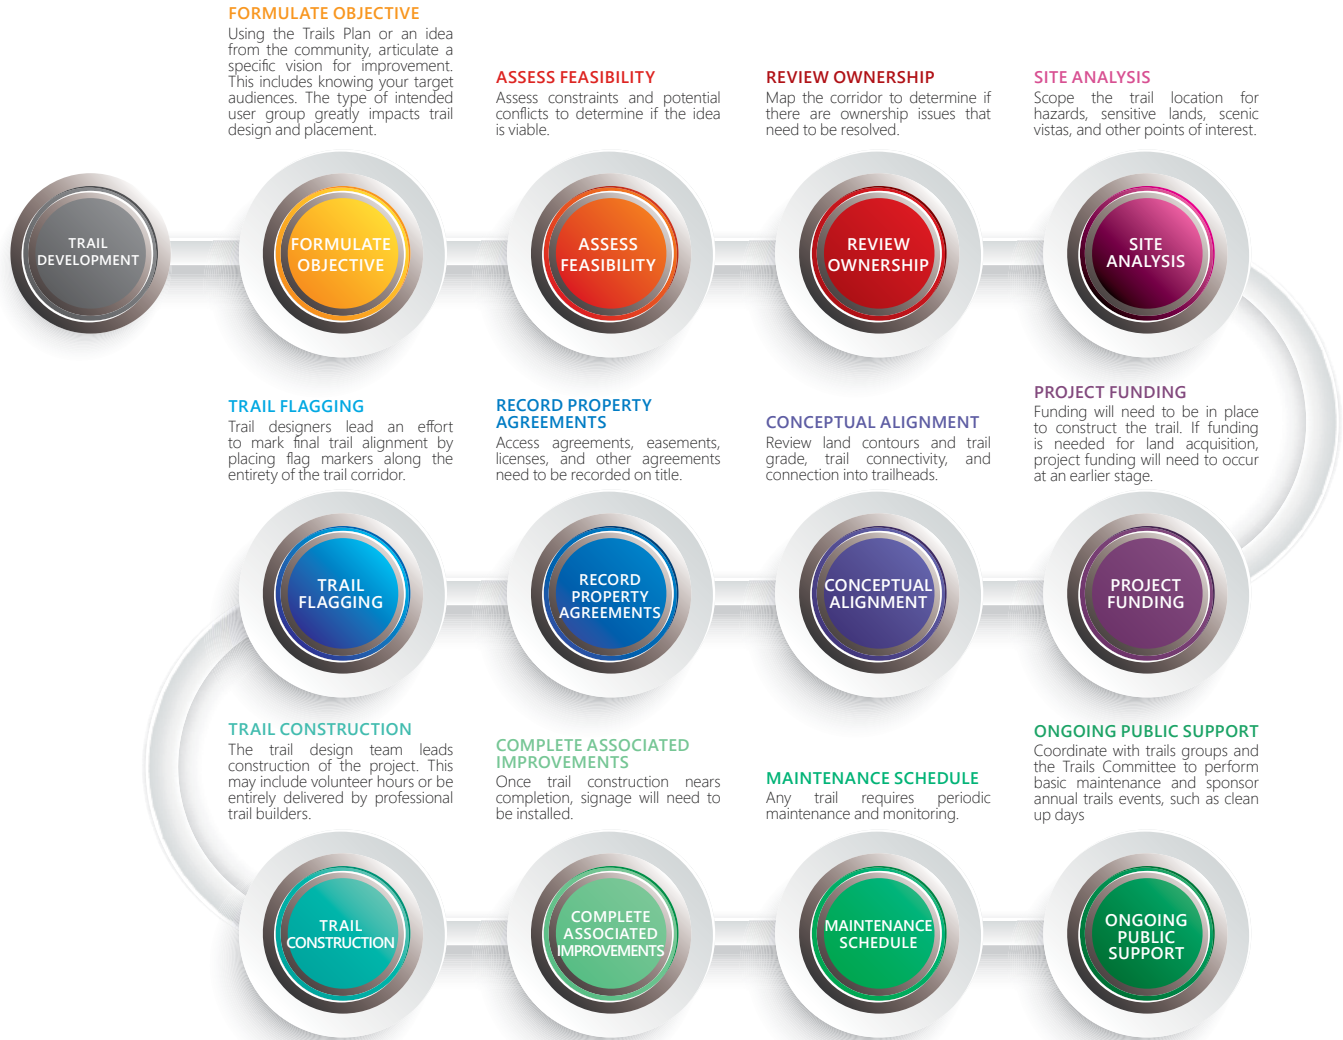 FORMULATE OBJECTIVE
Using the Trails Plan or an idea
from the community, articulate a
specific vision for improvement.
This includes knowing your target
audiences. The type of intended
user group greatly impacts trail
design and placement.
ASSESS FEASIBILITY
Assess constraints and potential
conflicts to determine if the idea
is viable.
REVIEW OWNERSHIP
Map the corridor to determine if
there are ownership issues that
need to be resolved.
SITE ANALYSIS
Scope the trail location for
hazards, sensitive lands, scenic
vistas, and other points of interest.
TRAIL
DEVELOPMENT
FORMULATE
OBJECTIVE
ASSESS
FEASIBILITY
REVIEW
OWNERSHIP
SITE
ANALYSIS
TRAIL FLAGGING
Trail designers lead an effort
to mark final trail alignment by
placing flag markers along the
entirety of the trail corridor.
RECORD PROPERTY
AGREEMENTS
Access agreements, easements,
licenses, and other agreements
need to be recorded on title.
CONCEPTUAL ALIGNMENT
Review land contours and trail
grade, trail connectivity, and
connection into trailheads.
PROJECT FUNDING
Funding will need to be in place
to construct the trail. If funding
is needed for land acquisition,
project funding will need to occur
at an earlier stage.
TRAIL
FLAGGING
RECORD
PROPERTY
AGREEMENTS
CONCEPTUAL
ALIGNMENT
PROJECT
FUNDING
TRAIL CONSTRUCTION
The trail design team leads
construction of the project. This
may include volunteer hours or be
entirely delivered by professional
trail builders.
COMPLETE ASSOCIATED
IMPROVEMENTS
Once trail construction nears
completion, signage will need to
be installed.
MAINTENANCE SCHEDULE
Any trail requires periodic
maintenance and monitoring.
ONGOING PUBLIC SUPPORT
Coordinate with trails groups and
the Trails Committee to perform
basic maintenance and sponsor
annual trails events, such as clean
up days
TRAIL
CONSTRUCTION
COMPLETE
ASSOCIATED
IMPROVEMENTS
MAINTENANCE
SCHEDULE
ONGOING
PUBLIC
SUPPORT